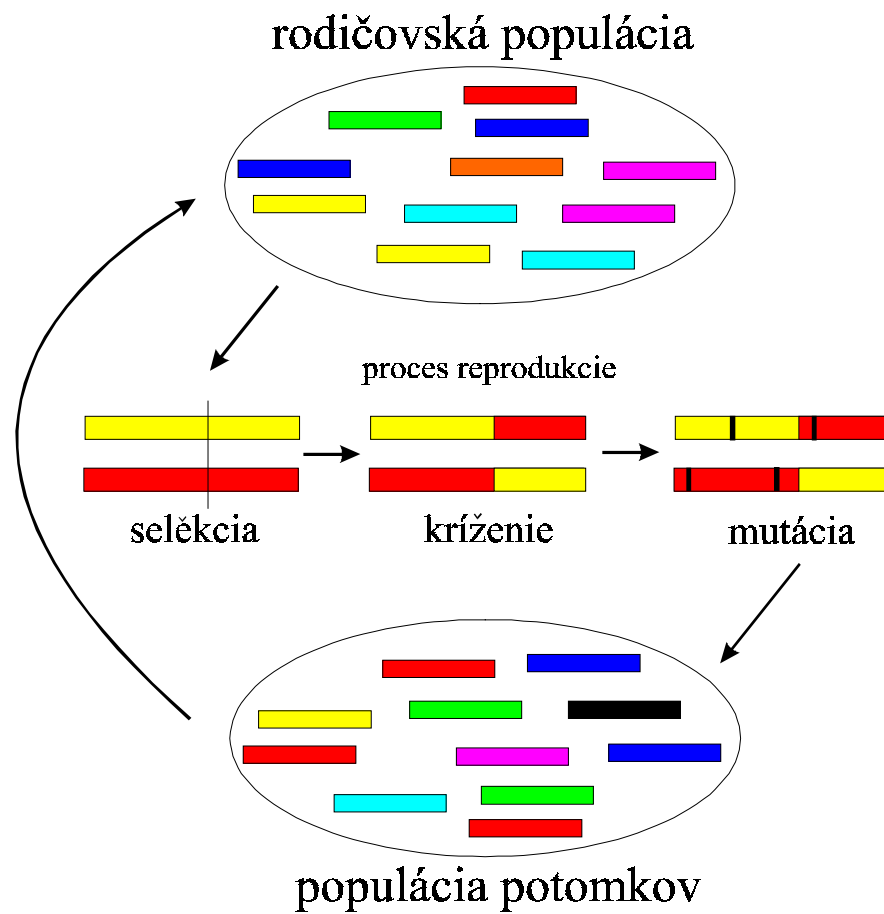 rodičovská populácia
proces reprodukcie
selěkcia
kríženie
mutácia
populácia potomkov